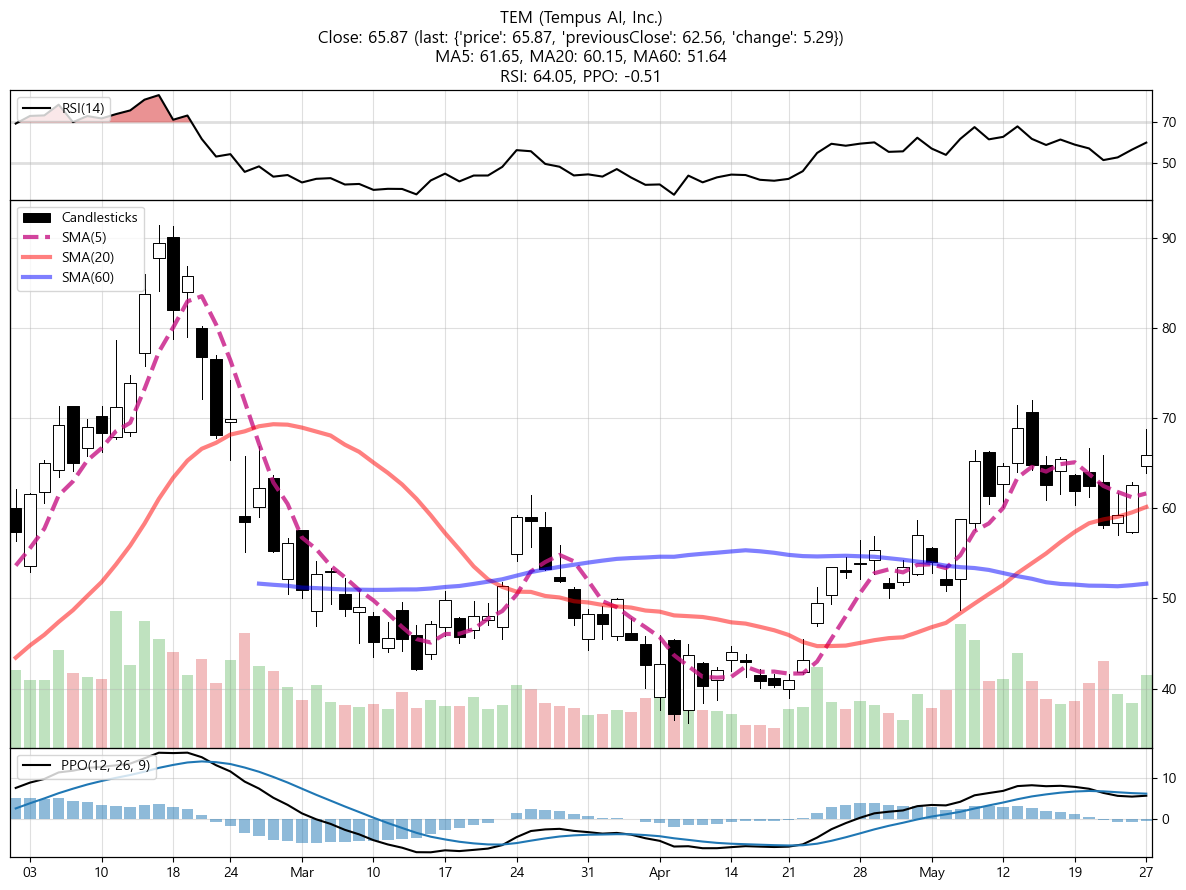 TEM (Tempus AI, Inc.)
Close: 65.87 (last: {'price': 65.87, 'previousClose': 62.56, 'change': 5.29})
MA5: 61.65, MA20: 60.15, MA60: 51.64
RSI: 64.05, PPO: -0.51
RSI(14)
70
50
Candlesticks
SMA(5)
SMA(20)
SMA(60)
90
80
70
60
50
40
PPO(12, 26, 9)
10
0
03 10 18 24 Mar 10 17 24 31 Apr 14 21 28 May 12 19 27